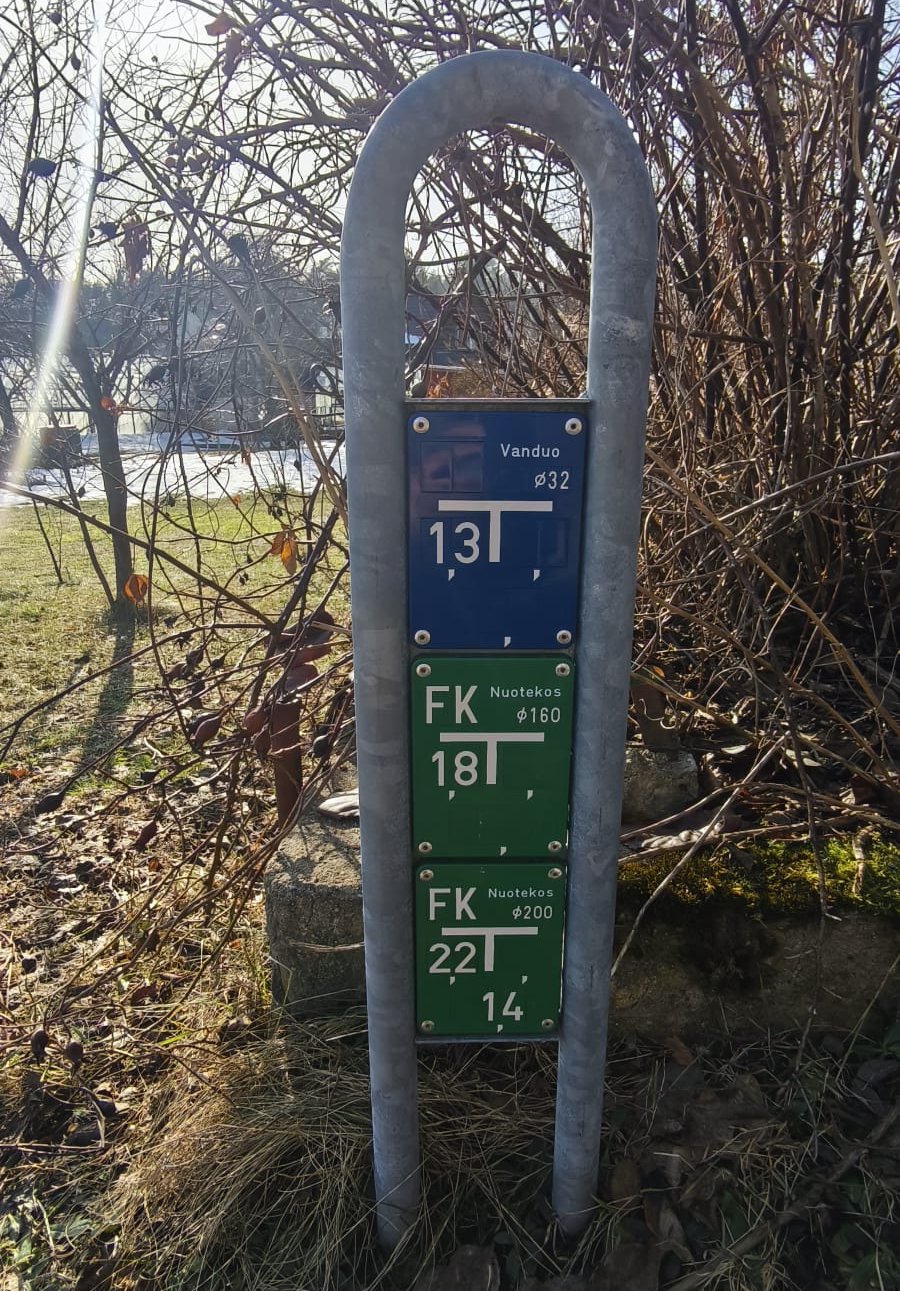 Vanduo
ø32
13
, ,
,
FK Nuotekos
ø160
18
, ,
,
FK Nuotekos
ø200
22
, ,
14
,